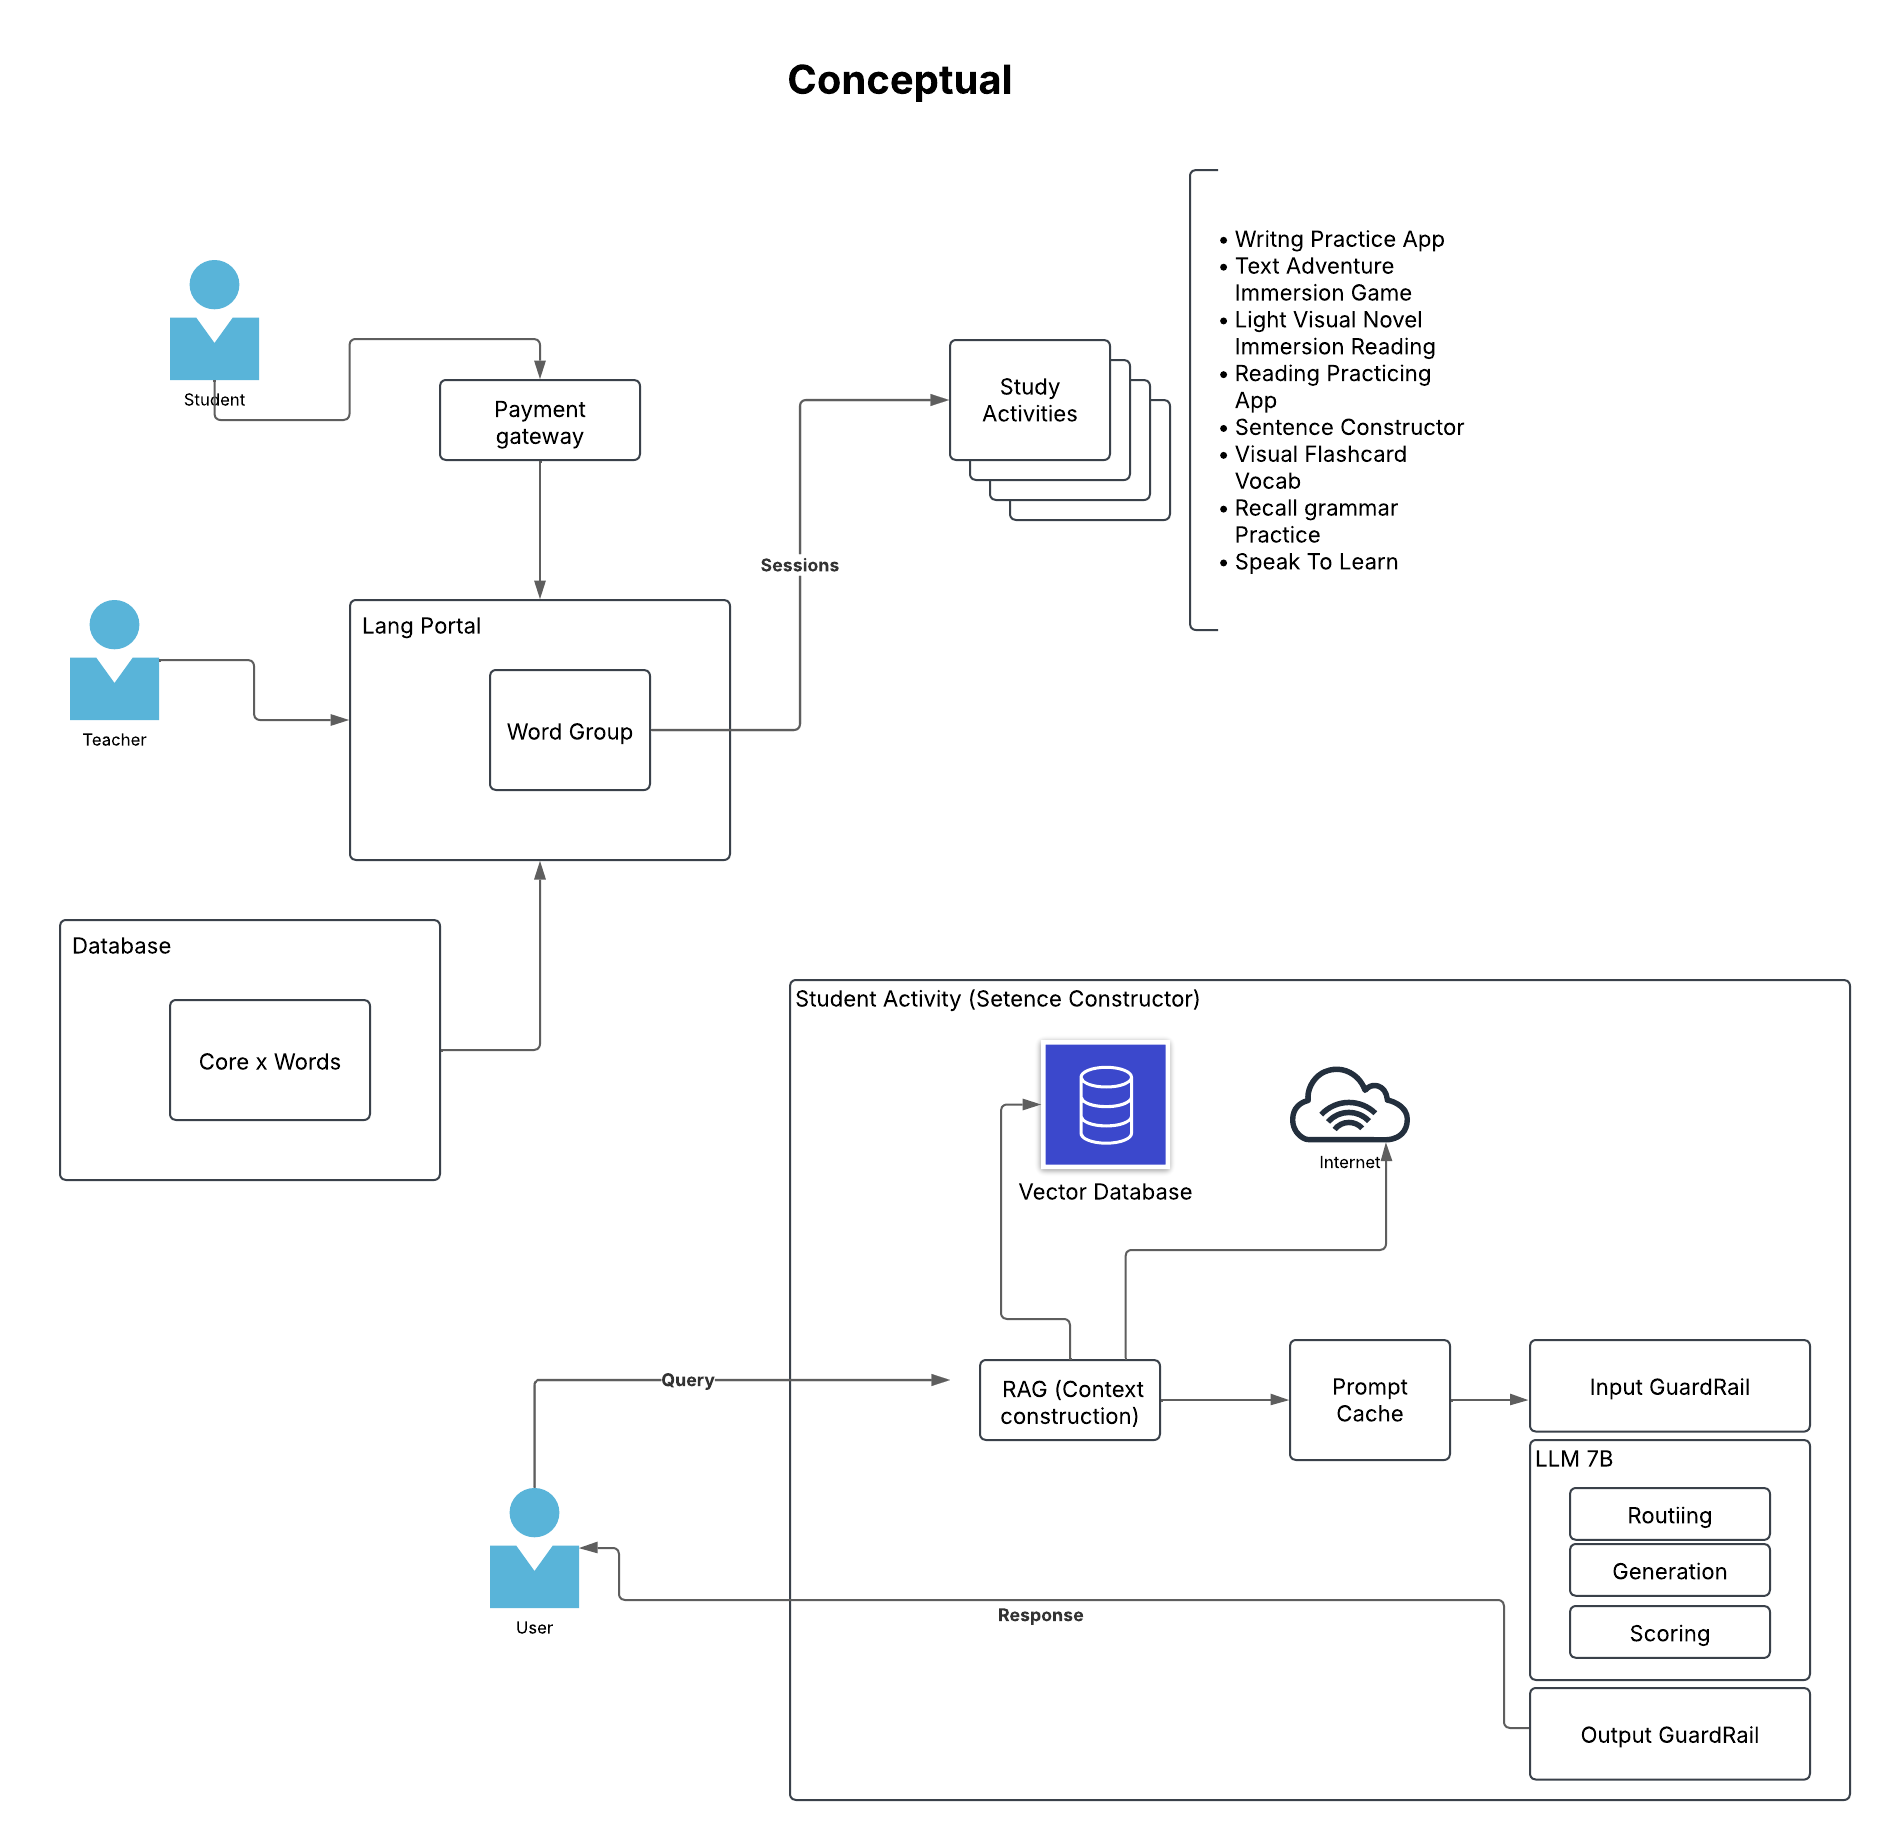 Conceptual
Student
Payment
gateway
Study
Activities
• Writng Practice App
• Text Adventure
Immersion Game
• Light Visual Novel
Immersion Reading
• Reading Practicing
App
• Sentence Constructor
• Visual Flashcard
Vocab
• Recall grammar
Practice
• Speak To Learn
Sessions
Teacher
Lang Portal
Word Group
Database
Core x Words
Student Activity (Setence Constructor)
Vector Database
Internet
Query
RAG (Context
construction)
Prompt
Cache
Input GuardRail
LLM 7B
Routiing
Generation
Scoring
Output GuardRail
Response
User